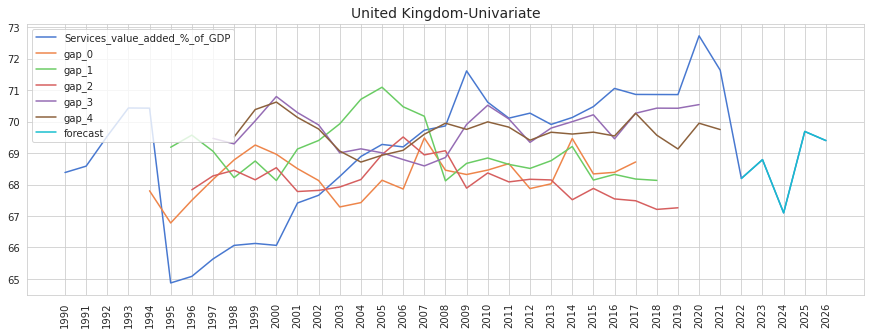 United Kingdom-Univariate
73
72
71
70
69
68
67
66
65
Services_value_added_%_of_GDP
gap_0
gap_1
gap_2
gap_3
gap_4
forecast
1990 1991 1992 1993 1994 1995 1996 1997 1998 1999 2000 2001 2002 2003 2004 2005 2006 2007 2008 2009 2010 2011 2012 2013 2014 2015 2016 2017 2018 2019 2020 2021 2022 2023 2024 2025 2026